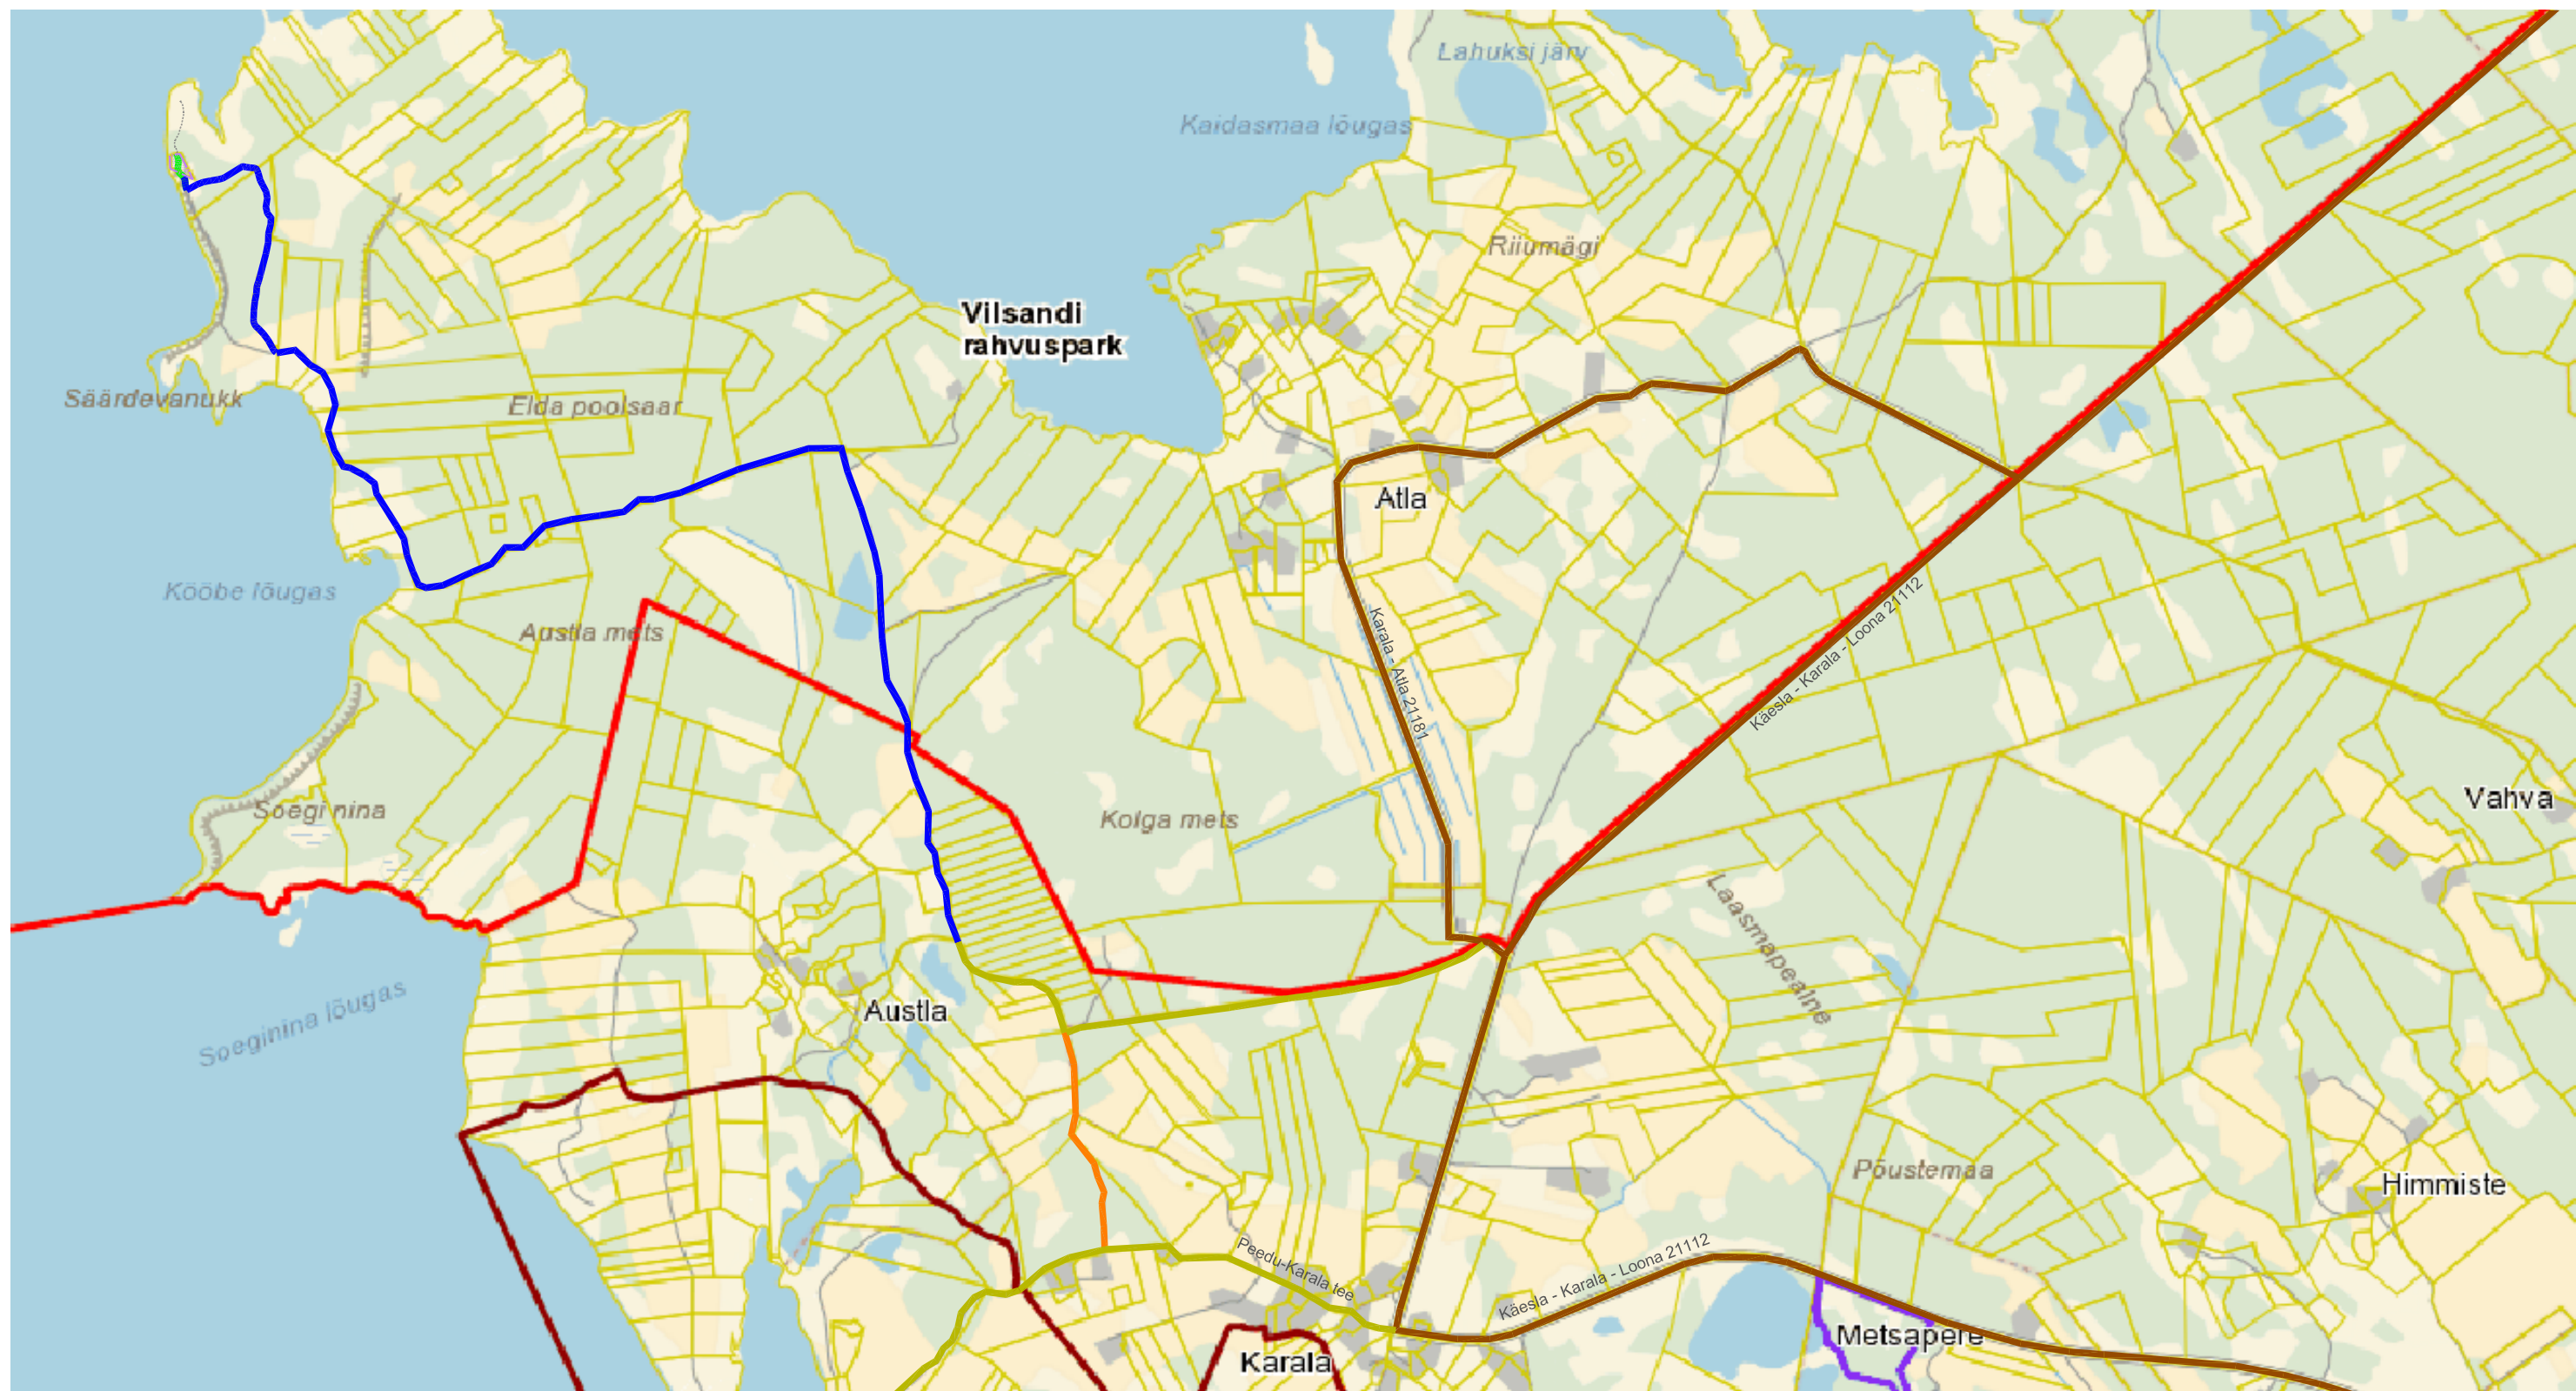 Lahuksi järv
Kaidasmaa lõugas
Riiumägi
Vilsandi
rahvuspark
Säärdevanukk
Elda poolsaar
Atla
Kööbe lõugas
Austla mets
Karala - Atla 21181
Käesla - Karala - Loona 21112
Vahva
Soegi nina
Kolga mets
Laasmapealne
Austla
Soeginina lõugas
Põustemaa
Himmiste
Peedu-Karala tee
Käesla - Karala - Loona 21112
Metsapere
Karala